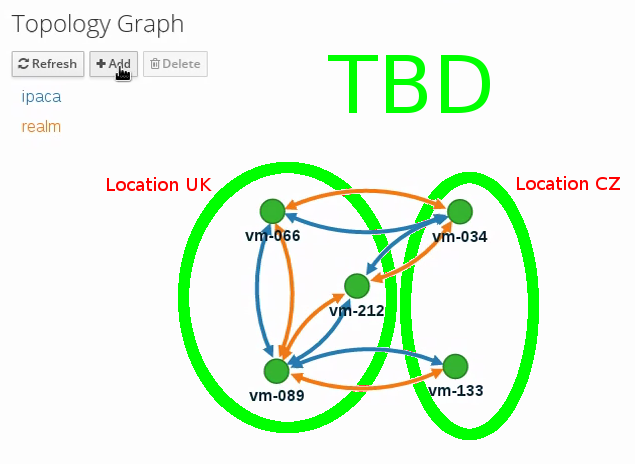 Topology Graph
Refresh
Add
Delete
TBD
ipaca
realm
Location UK
Location CZ
vm-066
vm-034
vm-212
vm-089
vm-133